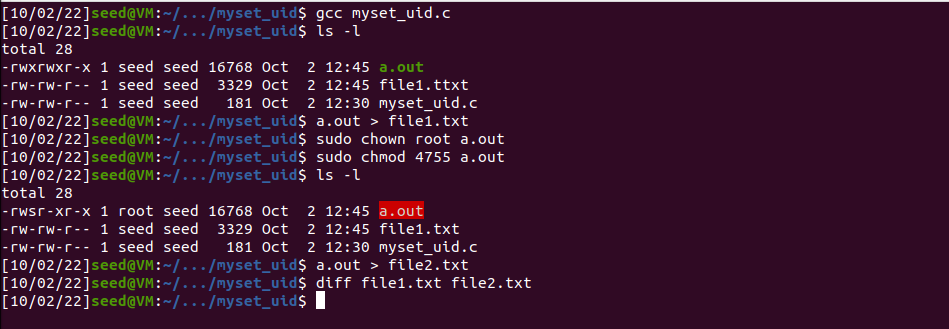 [10/02/22]seed@VM:~/.../myset_uid$ gcc myset_uid.c
[10/02/22]seed@VM:~/.../myset_uid$ ls -l
total 28
-rwxrwxr-x 1 seed seed 16768 Oct  2 12:45 a.out
-rw-rw-r-- 1 seed seed  3329 Oct  2 12:45 file1.ttxt
-rw-rw-r-- 1 seed seed   181 Oct  2 12:30 myset_uid.c
[10/02/22]seed@VM:~/.../myset_uid$ a.out > file1.txt
[10/02/22]seed@VM:~/.../myset_uid$ sudo chown root a.out
[10/02/22]seed@VM:~/.../myset_uid$ sudo chmod 4755 a.out
[10/02/22]seed@VM:~/.../myset_uid$ ls -l
total 28
-rwsr-xr-x 1 root seed 16768 Oct  2 12:45 a.out
-rw-rw-r-- 1 seed seed  3329 Oct  2 12:45 file1.txt
-rw-rw-r-- 1 seed seed   181 Oct  2 12:30 myset_uid.c
[10/02/22]seed@VM:~/.../myset_uid$ a.out > file2.txt
[10/02/22]seed@VM:~/.../myset_uid$ diff file1.txt file2.txt
[10/02/22]seed@VM:~/.../myset_uid$